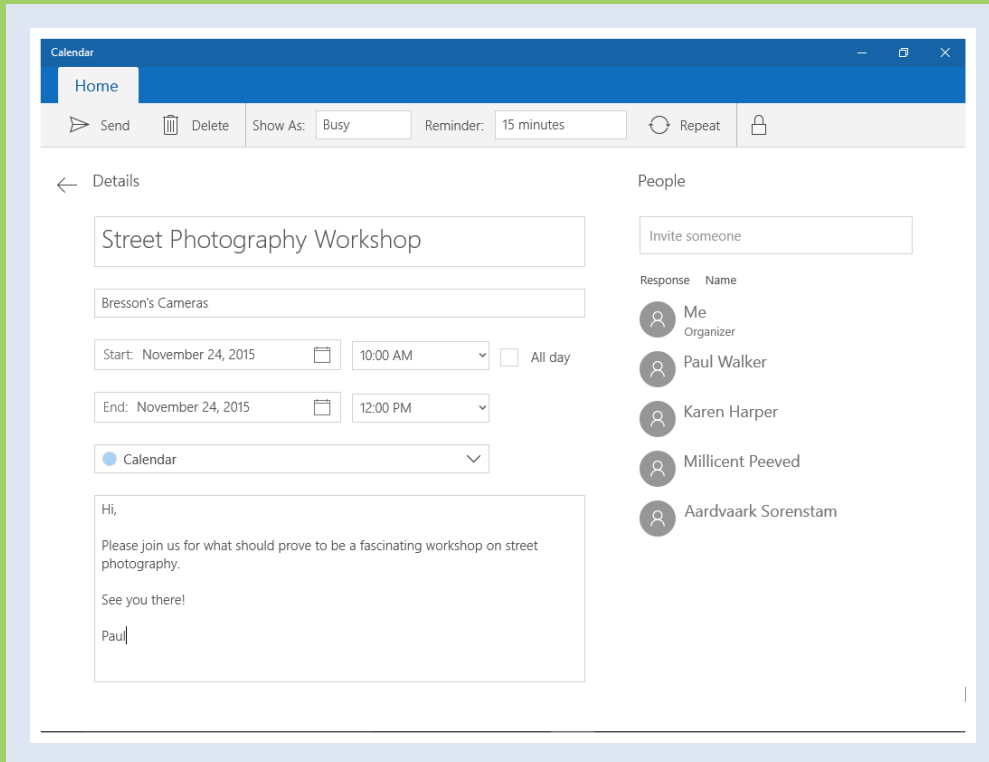 Calendar
Home
Send Delete Show As: Busy Reminder: 15 minutes Repeat
Details
Street Photography Workshop
Bresson's Cameras
Start: November 24, 2015 10:00 AM All day
End: November 24, 2015 12:00 PM
Calendar
Hi,
Please join us for what should prove to be a fascinating workshop on street
photography.
See you there!
Paul
People
Invite someone
Response Name
Me
Organizer
Paul Walker
Karen Harper
Millicent Peeved
Aardvaark Sorenstam